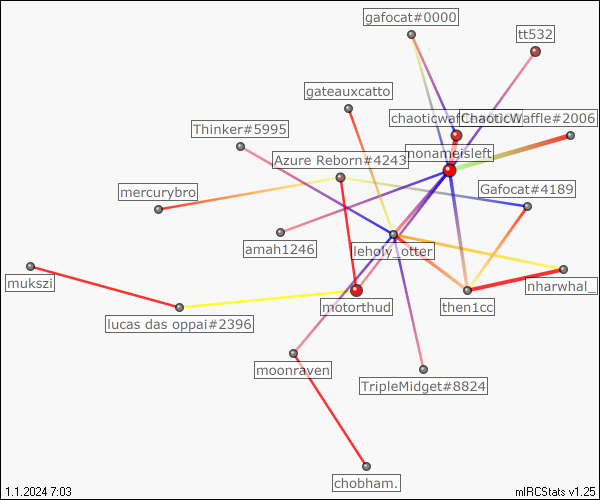 gafocat#0000
tt532
gateauxcatto
chaoticwaffle
ChaoticWaffle#2006
Thinker#5995
nonameisleft
Azure Reborn#4243
mercurybro
Gafocat#4189
amah1246
leholy_otter
mukszi
nharwhal_
motorthud
then1cc
lucas das oppai#2396
moonraven
TripleMidget#8824
chobham.
1.1.2024 7:03
mIRCStats v1.25